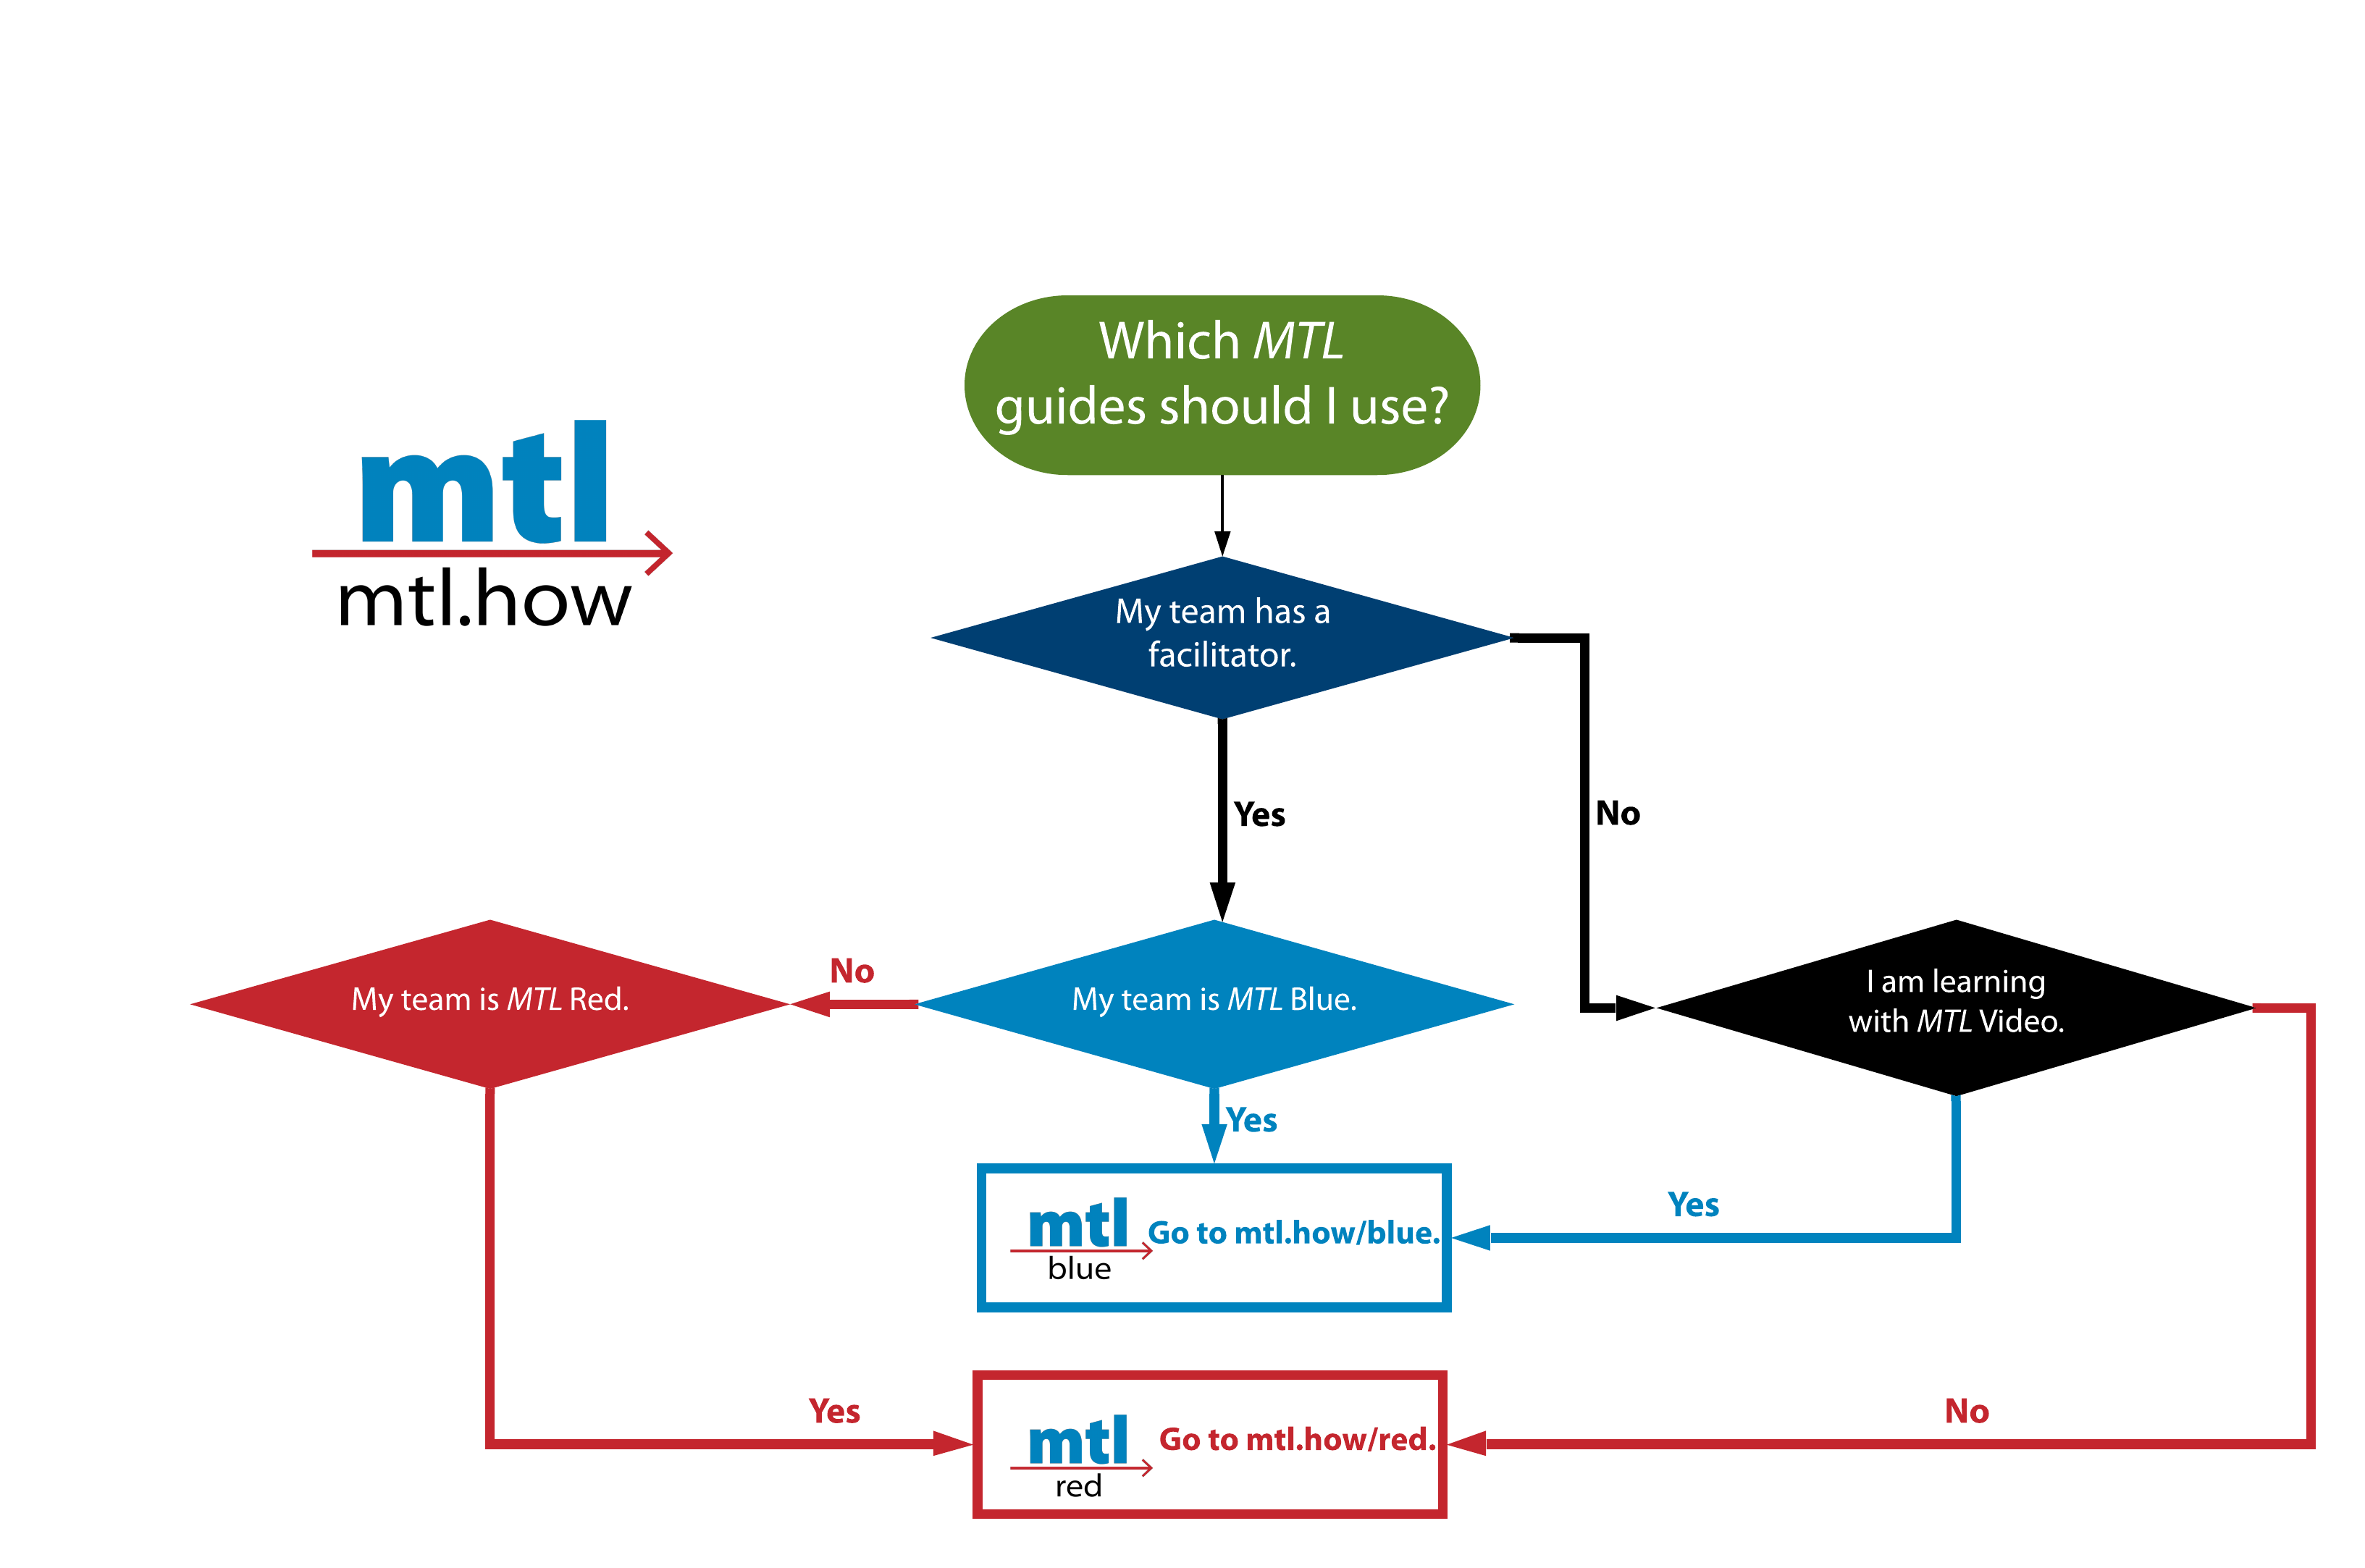 Which MTL
guides should I use?
mtl
mtl.how
My team has a
facilitator.
Yes
No
My team is MTL Red.
No
My team is MTL Blue.
I am learning
with MTL Video.
Yes
mtl
blue
Go to mtl.how/blue.
Yes
Yes
mtl
red
Go to mtl.how/red.
No